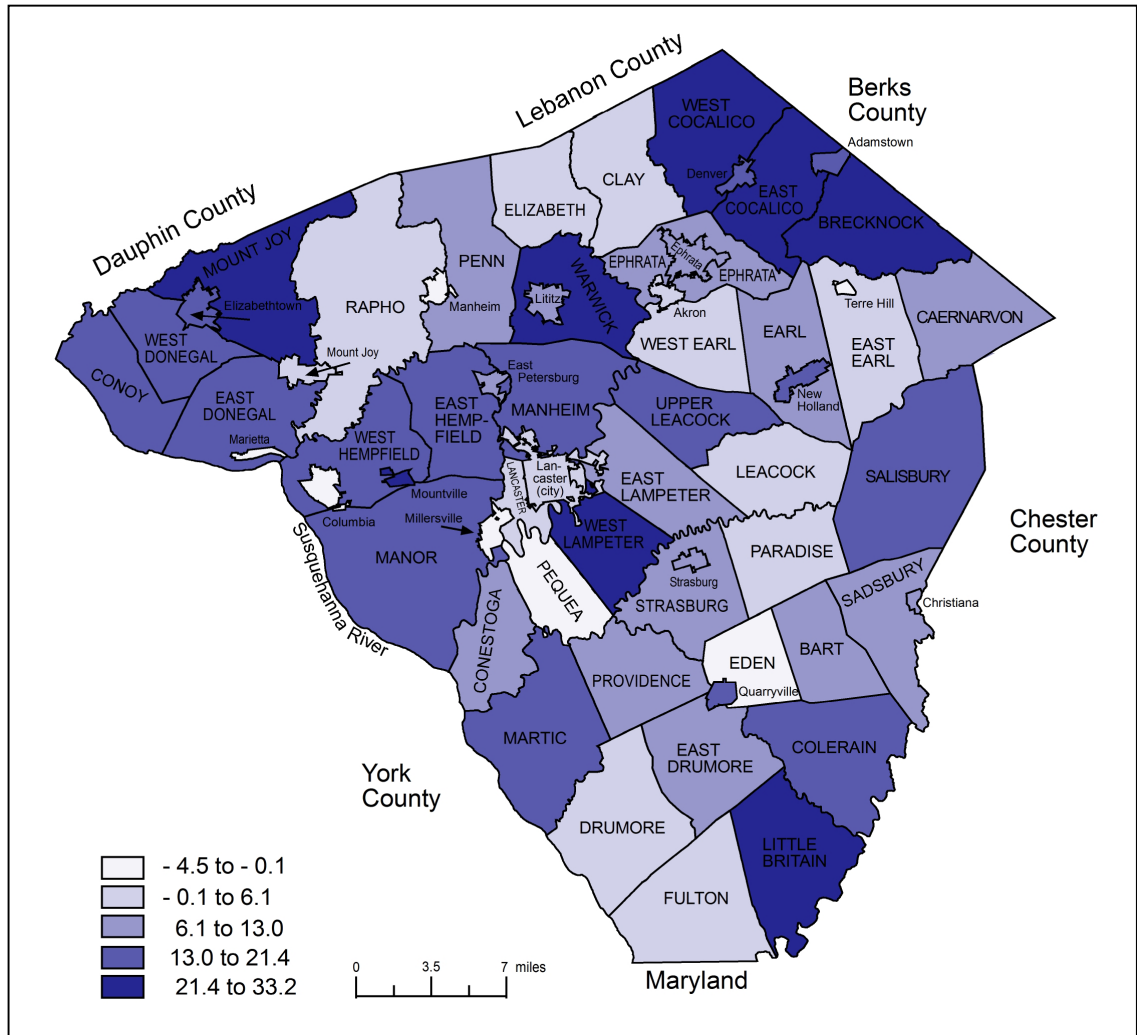 Lebanon County
Berks
County
Dauphin County
WEST
COCALICO
Adamstown
Denver
EAST
COCALICO
BRECKNOCK
CLAY
ELIZABETH
MOUNT JOY
PENN
EPHRATA
Ephrata
EPHRATA
WARWICK
Lititz
RAPHO
Manheim
Elizabethtown
Akron
Terre Hill
CAERNARVON
WEST
DONEGAL
Mount Joy
WEST EARL
EARL
EAST
EARL
CONOY
EAST
DONEGAL
East
Petersburg
EAST
HEMP-
FIELD
MANHEIM
UPPER
LEACOCK
New
Holland
Marietta
WEST
HEMPFIELD
LANCASTER
Lan-
caster
(city)
EAST
LAMPETER
LEACOCK
SALISBURY
Mountville
Columbia
Millersville
WEST
LAMPETER
Chester
County
Susquehanna River
MANOR
PEQUEA
PARADISE
Strasburg
STRASBURG
SADSBURY
Christiana
CONESTOGA
EDEN
BART
PROVIDENCE
Quarryville
MARTIC
EAST
DRUMORE
COLERAIN
York
County
DRUMORE
LITTLE
BRITAIN
FULTON
Maryland
- 4.5 to - 0.1
- 0.1 to 6.1
6.1 to 13.0
13.0 to 21.4
21.4 to 33.2
0 3.5 7 miles